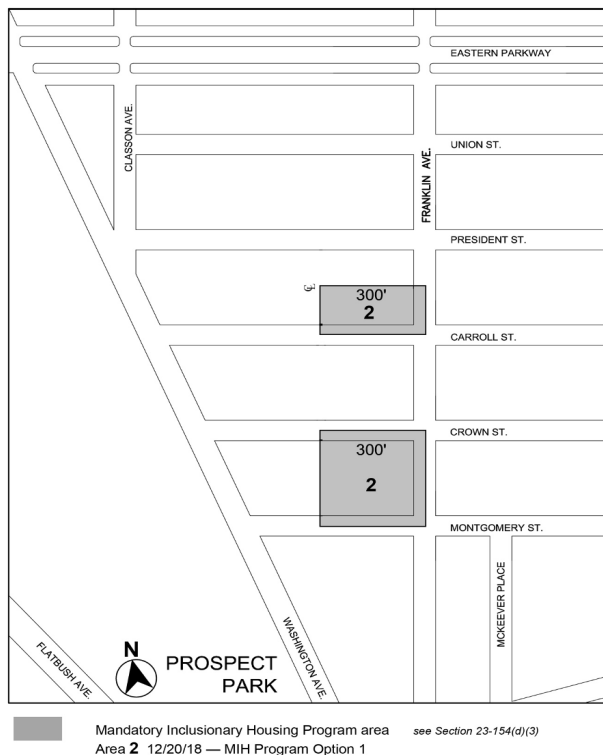 EASTERN PARKWAY
CLASSON AVE.
UNION ST.
FRANKLIN AVE.
PRESIDENT ST.
℄
300'
2
CARROLL ST.
CROWN ST.
300'
2
MONTGOMERY ST.
MCKEEVER PLACE
WASHINGTON AVE.
FLATBUSH AVE.
N
PROSPECT
PARK
Mandatory Inclusionary Housing Program area see Section 23-154(d)(3)
Area 2 12/20/18 — MIH Program Option 1